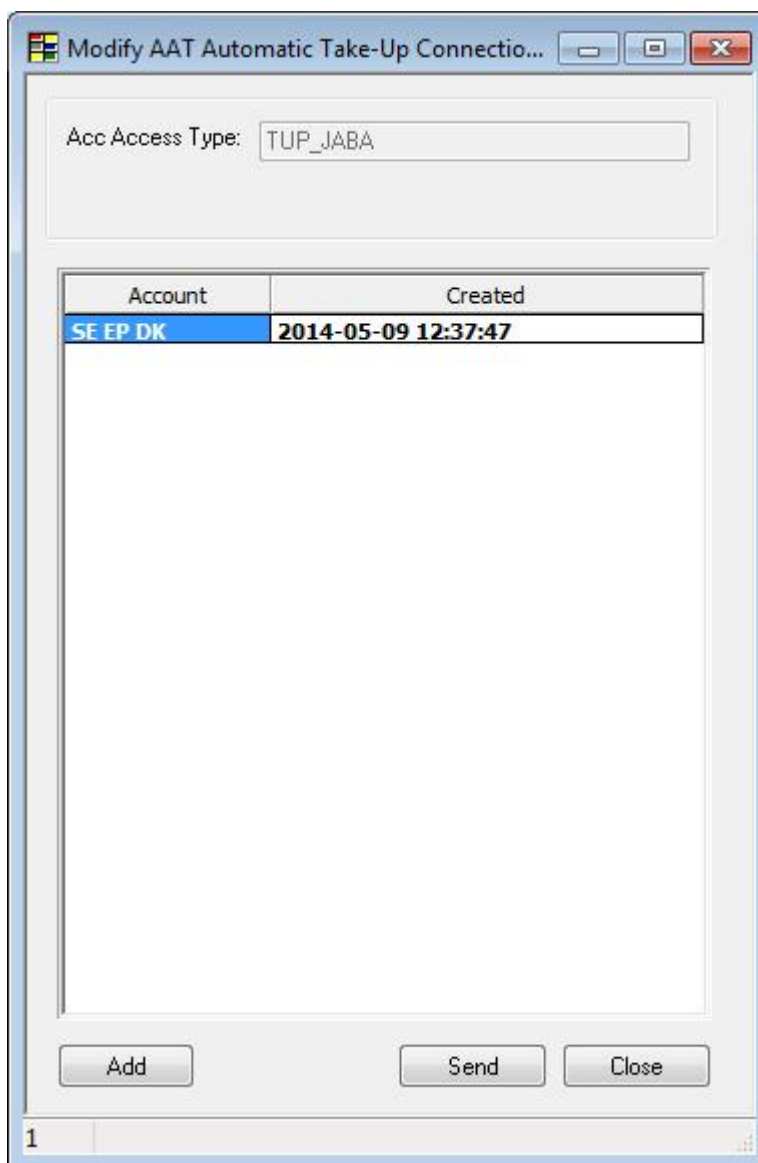 Modify AAT Automatic Take-Up Connectio...
Acc Access Type: TUP_JABA
Account Created
SE EP DK 2014-05-09 12:37:47
Add Send Close
1